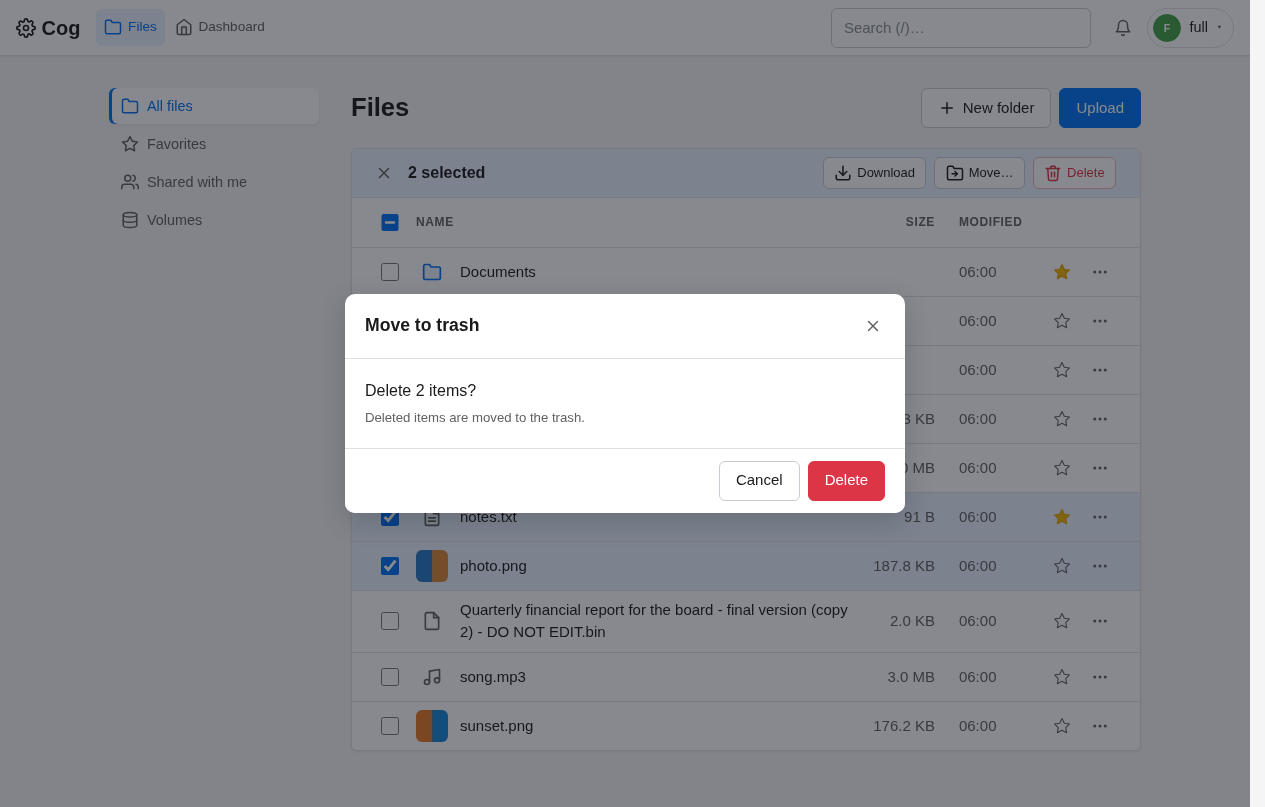 Cog
Files
Dashboard
Search (/)…
F
full
All files
Favorites
Shared with me
Volumes
Files
New folder
Upload
2 selected
Download
Move…
Delete
NAME
SIZE
MODIFIED
Documents
06:00
06:00
06:00
KB
06:00
MB
06:00
Move to trash
Delete 2 items?
Deleted items are moved to the trash.
Cancel
Delete
notes.txt
91 B
06:00
photo.png
187.8 KB
06:00
Quarterly financial report for the board - final version (copy
2) - DO NOT EDIT.bin
2.0 KB
06:00
song.mp3
3.0 MB
06:00
sunset.png
176.2 KB
06:00